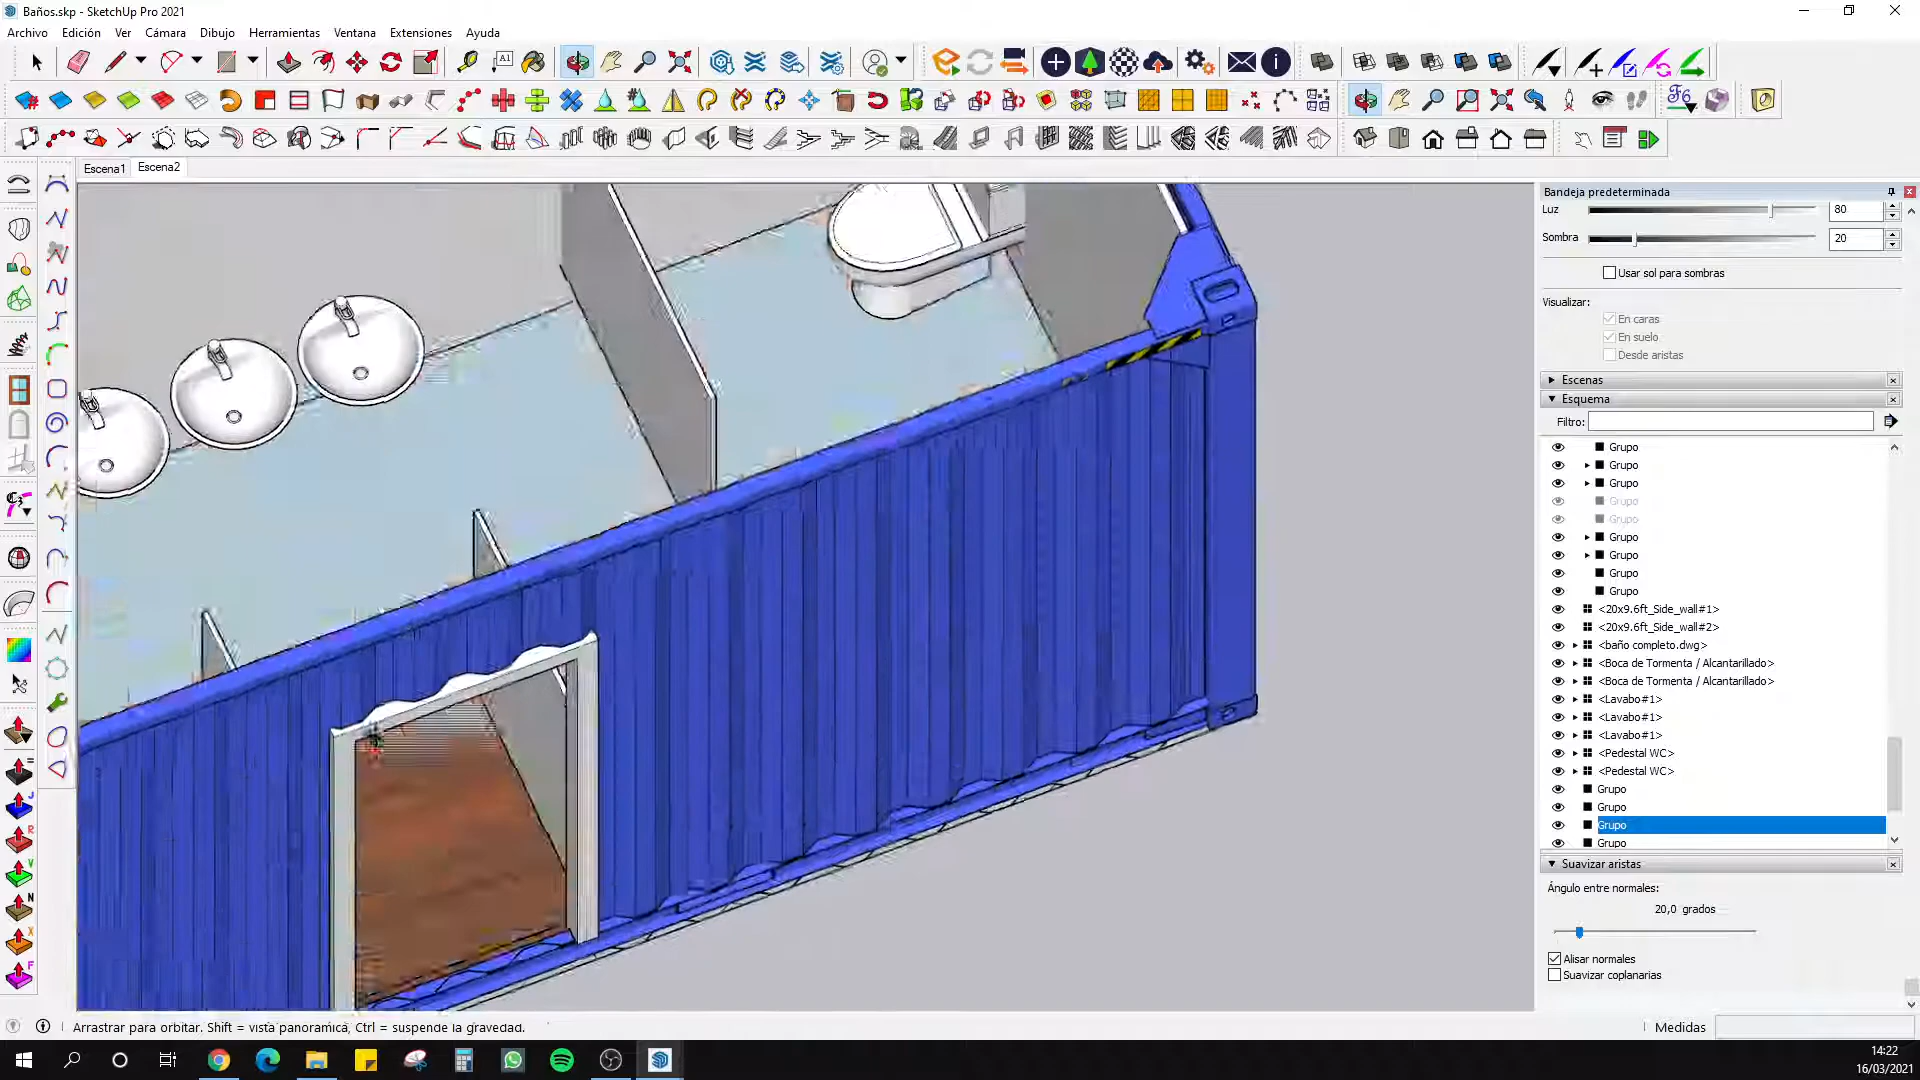 Baños.skp - SketchUp Pro 2021
Archivo Edición Ver Cámara Dibujo Herramientas Ventana Extensiones Ayuda
Escena1 Escena2
Bandeja predeterminada
Luz 80
Sombra 20
Usar sol para sombras
Visualizar:
En caras
En suelo
Desde aristas
Escenas
Esquema
Filtro:
Grupo
Grupo
Grupo
Grupo
Grupo
Grupo
Grupo
Grupo
Grupo
<20x9.6ft_Side_wall#1>
<20x9.6ft_Side_wall#2>
<baño completo.dwg>
<Boca de Tormenta / Alcantarillado>
<Boca de Tormenta / Alcantarillado>
<Lavabo#1>
<Lavabo#1>
<Lavabo#1>
<Pedestal WC>
<Pedestal WC>
Grupo
Grupo
Grupo
Grupo
Suavizar aristas
Ángulo entre normales:
20,0 grados
Alisar normales
Suavizar coplanarias
Arrastrar para orbitar. Shift = vista panorámica, Ctrl = suspende la gravedad.
Medidas
14:22
16/03/2021